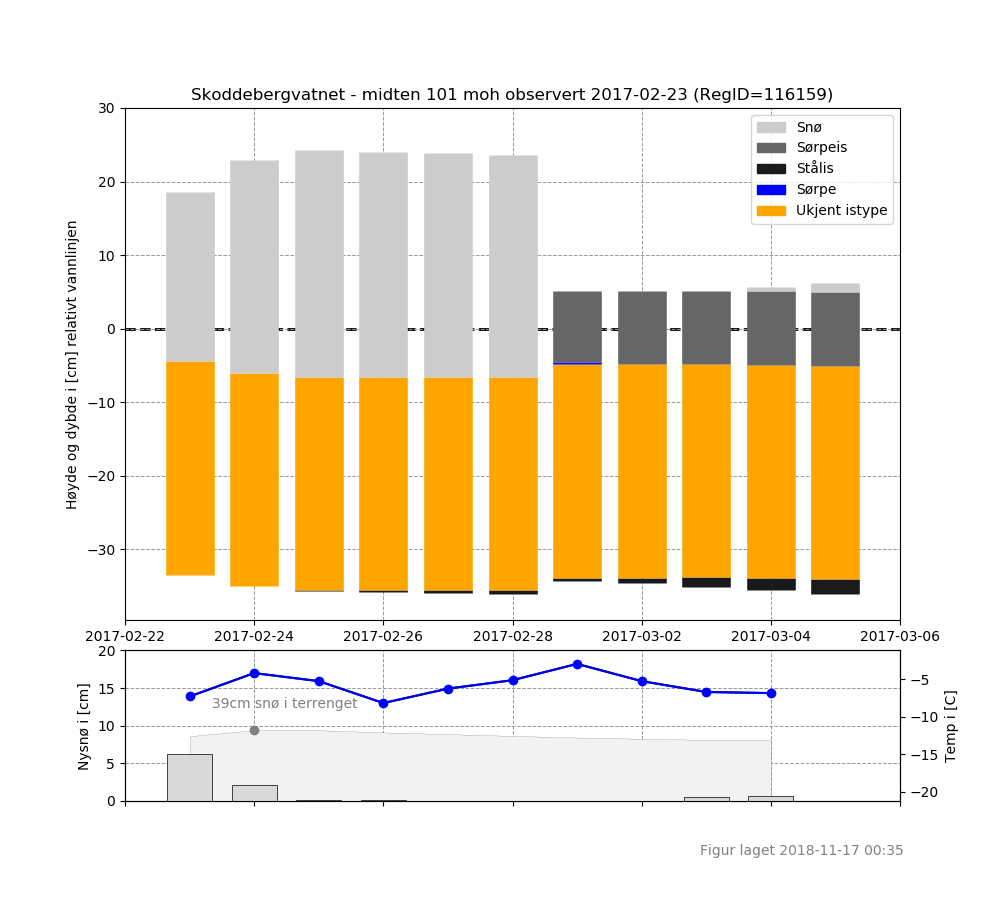 Skoddebergvatnet - midten 101 moh observert 2017-02-23 (RegID=116159)
Høyde og dybde i [cm] relativt vannlinjen
30
20
10
0
−10
−20
−30
Snø
Sørpeis
Stålis
Sørpe
Ukjent istype
2017-02-22 2017-02-24 2017-02-26 2017-02-28 2017-03-02 2017-03-04 2017-03-06
Nysnø i [cm]
20
15
10
5
0
39cm snø i terrenget
−5
−10
−15
−20
Temp i [C]
Figur laget 2018-11-17 00:35